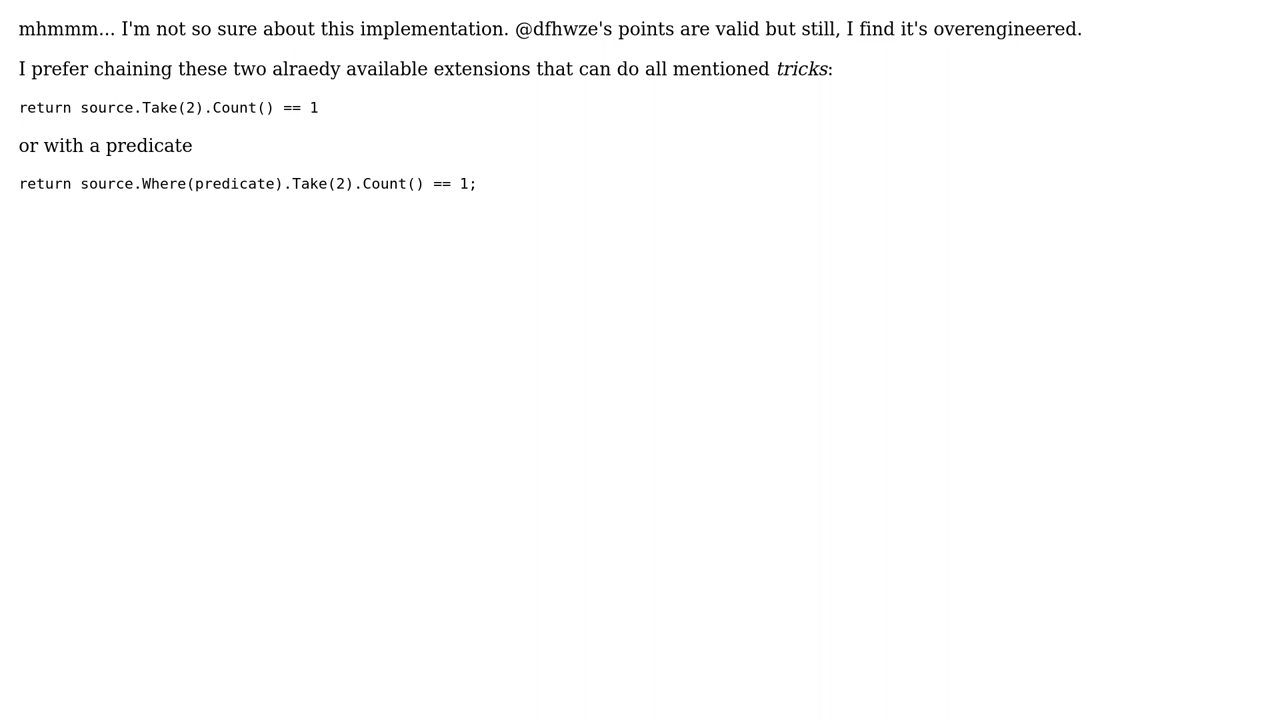 mhmmm... I'm not so sure about this implementation. @dfhwze's points are valid but still, I find it's overengineered.
I prefer chaining these two alraedy available extensions that can do all mentioned tricks:
return source.Take(2).Count() == 1
or with a predicate
return source.Where(predicate).Take(2).Count() == 1;